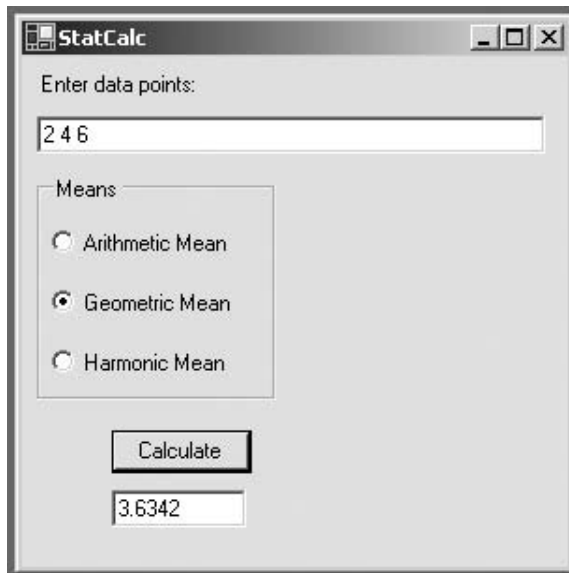 StatCalc
Enter data points:
2 4 6
Means
Arithmetic Mean
Geometric Mean
Harmonic Mean
Calculate
3.6342